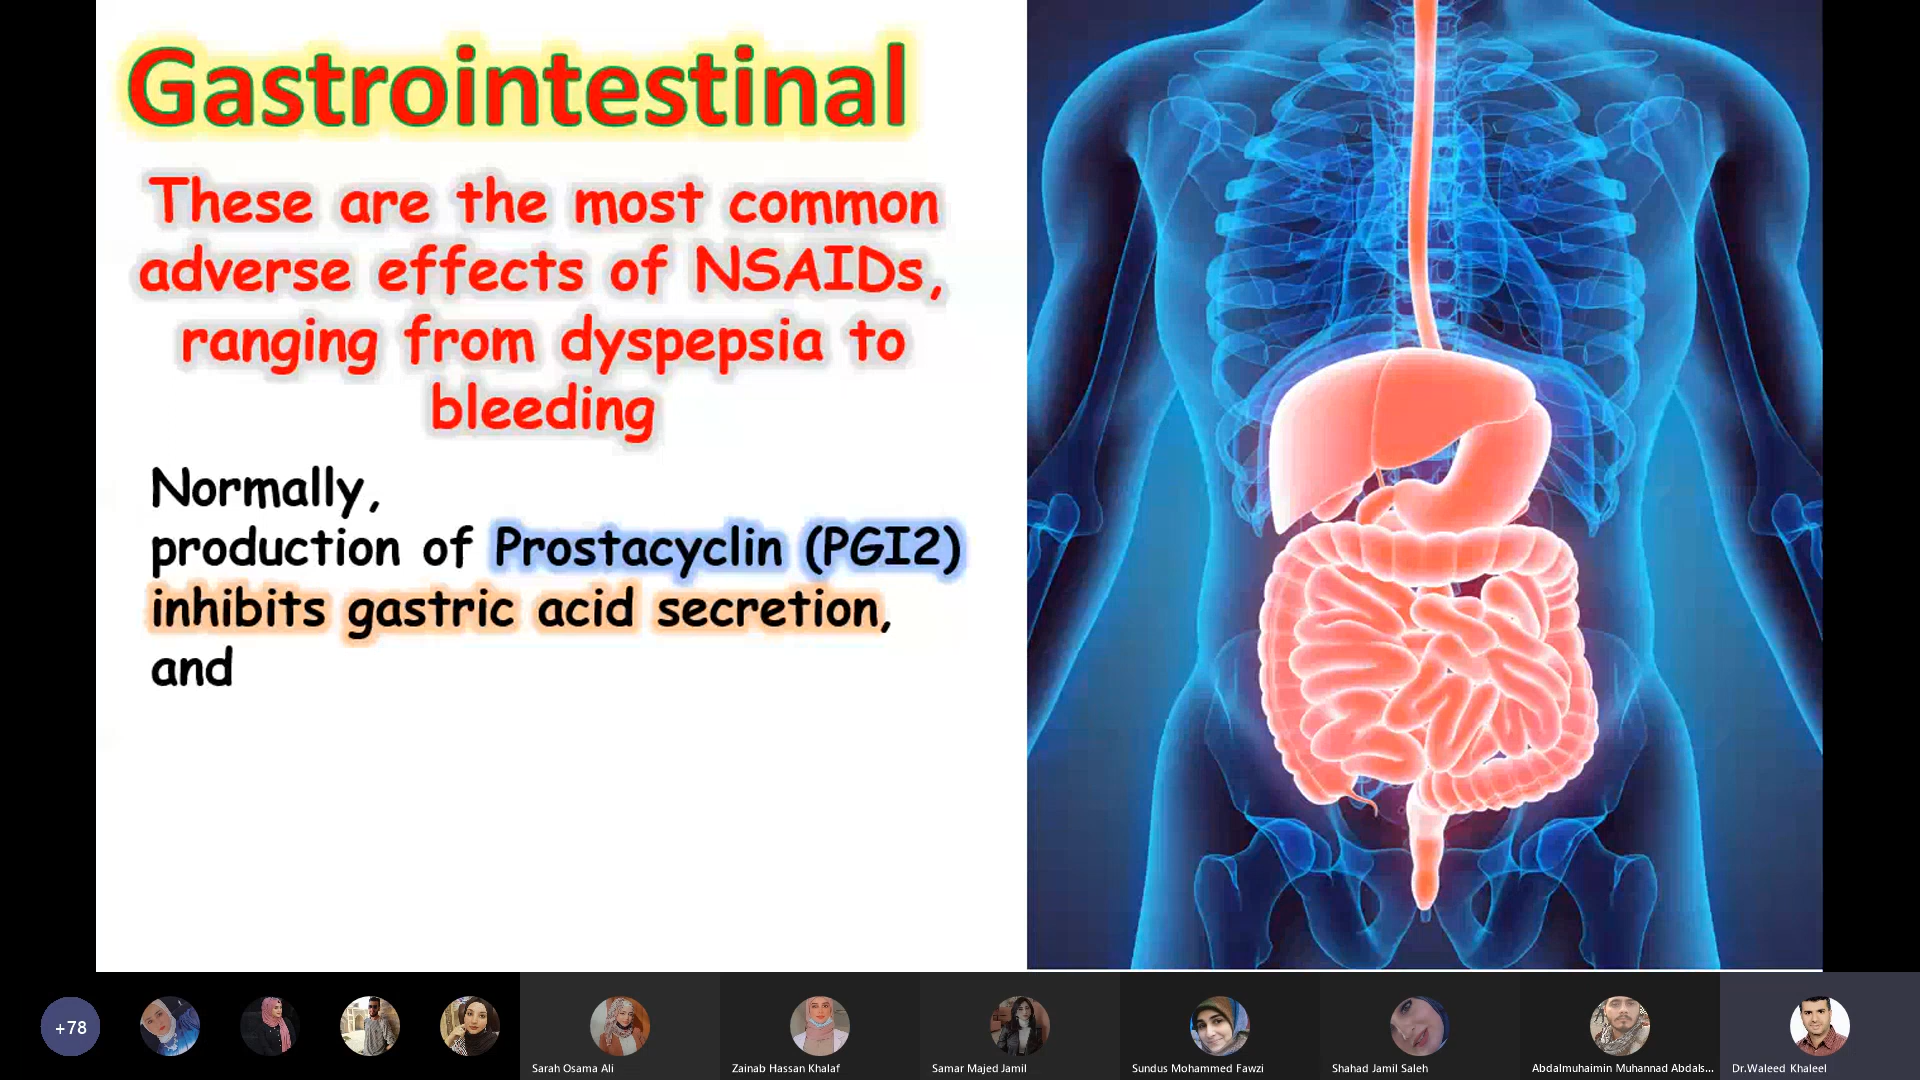 Gastrointestinal
These are the most common
adverse effects of NSAIDs,
ranging from dyspepsia to
bleeding
Normally,
production of Prostacyclin (PGI2)
inhibits gastric acid secretion,
and
+78
Sarah Osama Ali
Zainab Hassan Khalaf
Samar Majed Jamil
Sundus Mohammed Fawzi
Shahad Jamil Saleh
Abdalmuhaimin Muhannad Abdals...
Dr.Waleed Khaleel